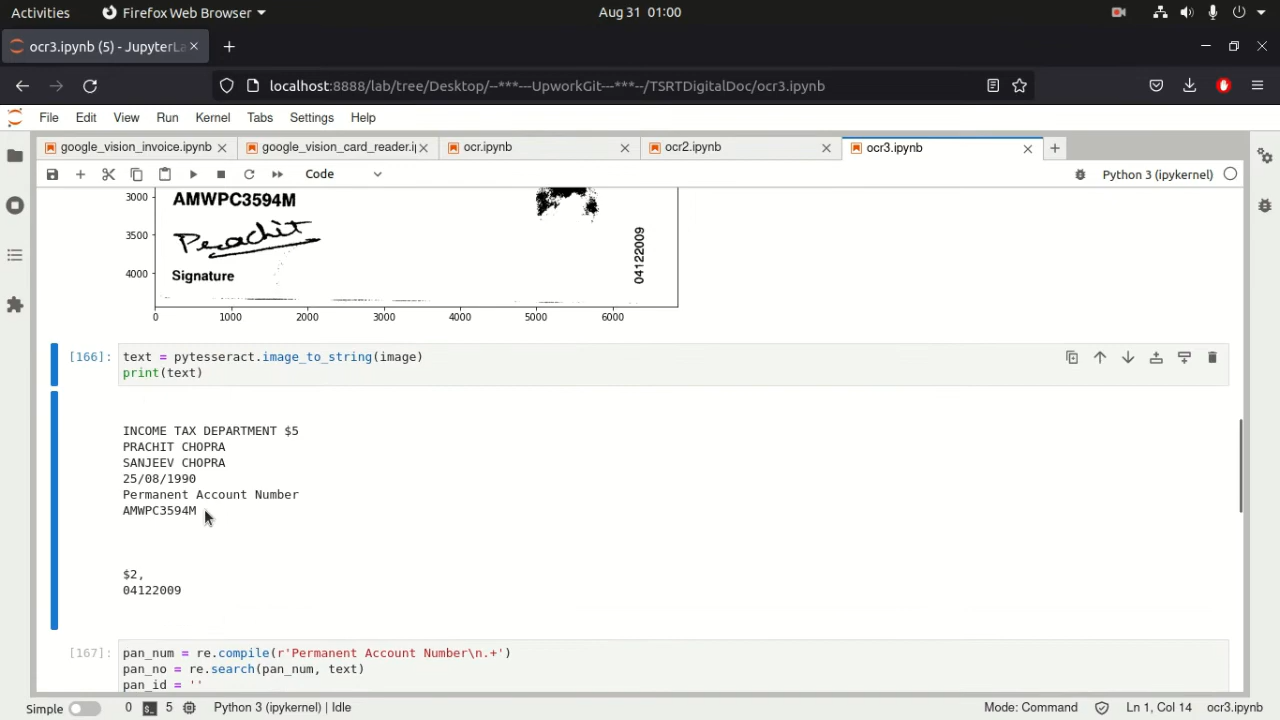 Activities Firefox Web Browser Aug 31 01:00
ocr3.ipynb (5) - JupyterLa
localhost:8888/lab/tree/Desktop/--***---UpworkGit---***--/TSRTDigitalDoc/ocr3.ipynb
File Edit View Run Kernel Tabs Settings Help
google_vision_invoice.ipynb google_vision_card_reader.i ocr.ipynb ocr2.ipynb ocr3.ipynb
Code Python 3 (ipykernel)
3000 AMWPC3594M
3500 Prachit
04122009
4000 Signature
0 1000 2000 3000 4000 5000 6000
[166]: text = pytesseract.image_to_string(image)
print(text)
INCOME TAX DEPARTMENT $5
PRACHIT CHOPRA
SANJEEV CHOPRA
25/08/1990
Permanent Account Number
AMWPC3594M
$2,
04122009
[167]: pan_num = re.compile(r'Permanent Account Number\n.+')
pan_no = re.search(pan_num, text)
pan_id = ''
Simple 0 5 Python 3 (ipykernel) | Idle Mode: Command Ln 1, Col 14 ocr3.ipynb